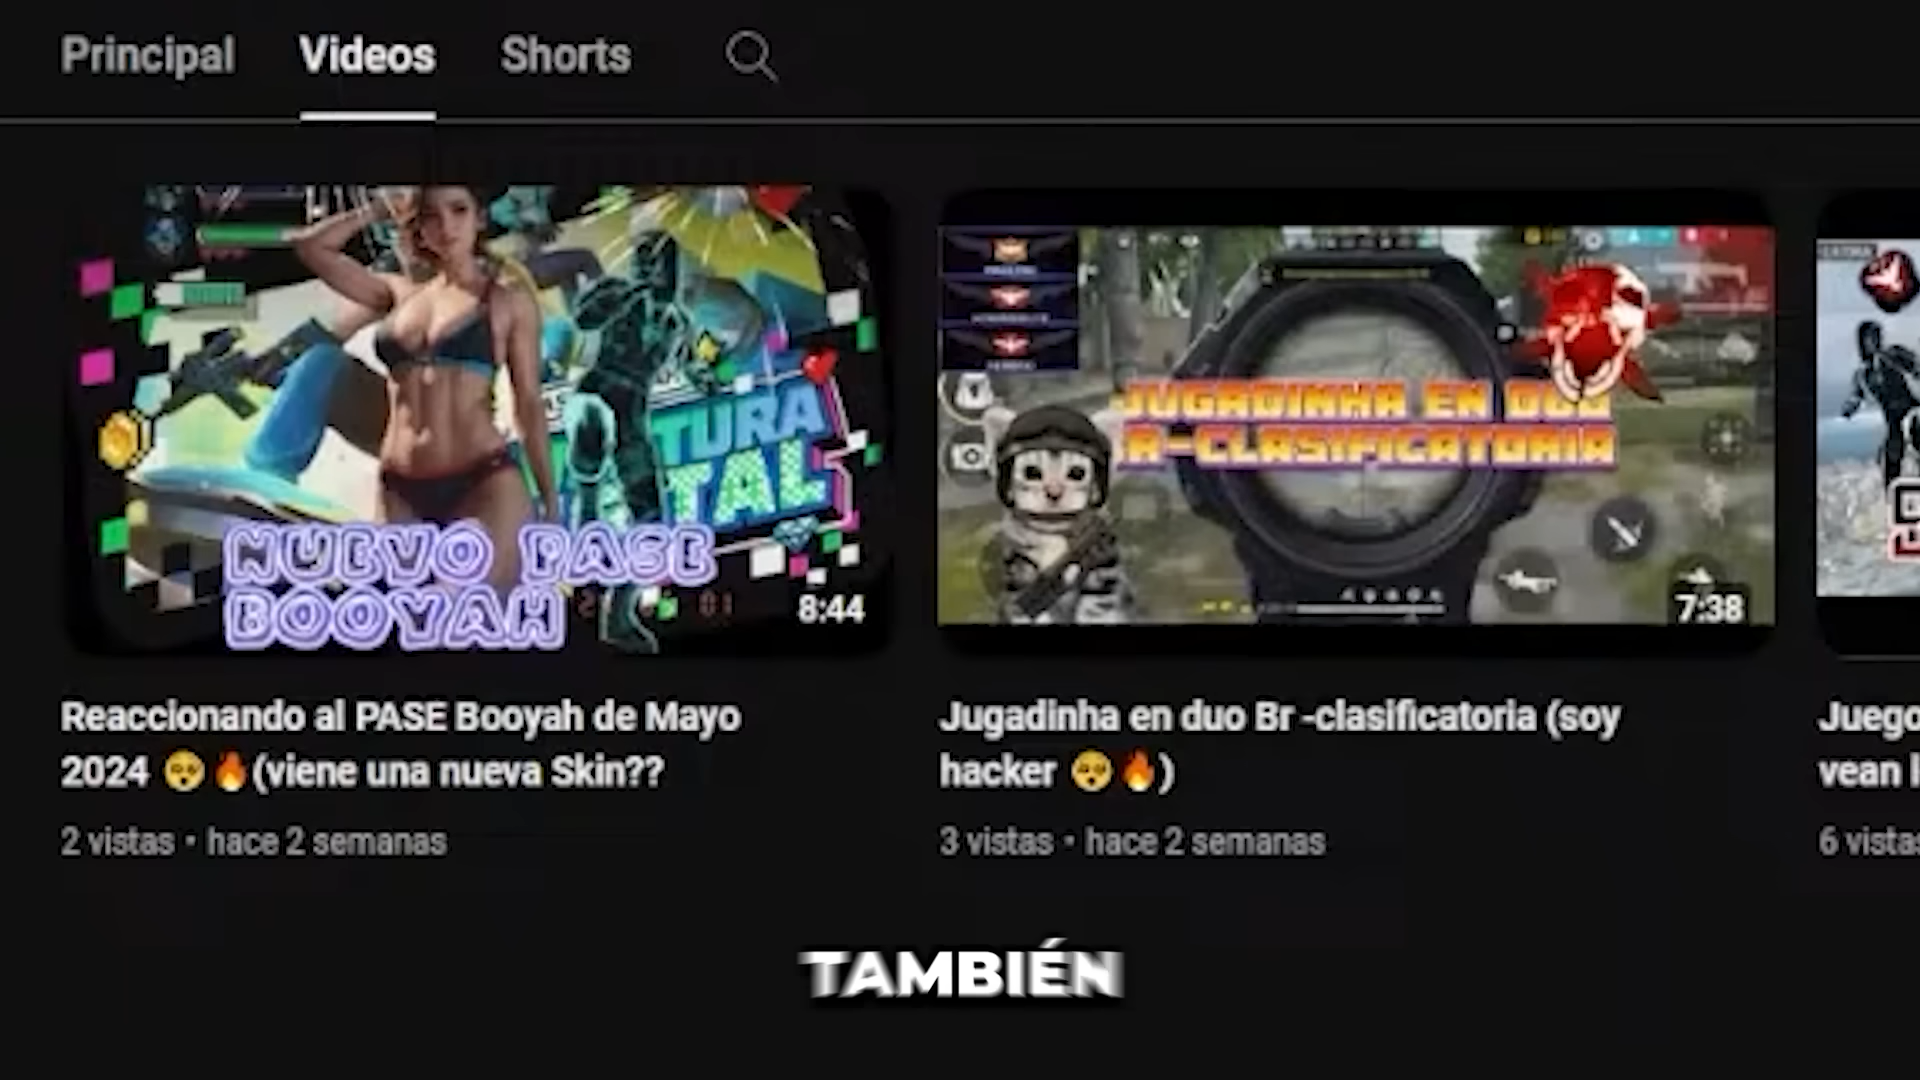 Principal Videos Shorts
TURA
TAL
NUEVO PASE
BOOYAH
8:44
JUGADINHA EN DUO
R-CLASIFICATORIA
7:38
Reaccionando al PASE Booyah de Mayo
2024 🥺🔥(viene una nueva Skin??
2 vistas • hace 2 semanas
Jugadinha en duo Br -clasificatoria (soy
hacker 🥺🔥)
3 vistas • hace 2 semanas
Juego
vean
6 vistas
TAMBIÉN